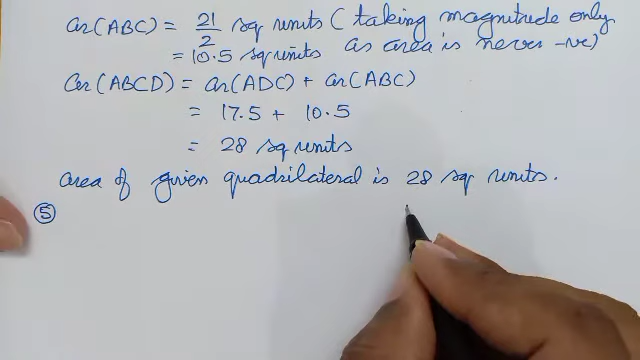 ar(ABC) = 21/2 sq units ( taking magnitude only
= 10.5 sq units as area is never -ve)
ar(ABCD) = ar(ADC) + ar(ABC)
= 17.5 + 10.5
= 28 sq units
area of given quadrilateral is 28 sq units.
⑤